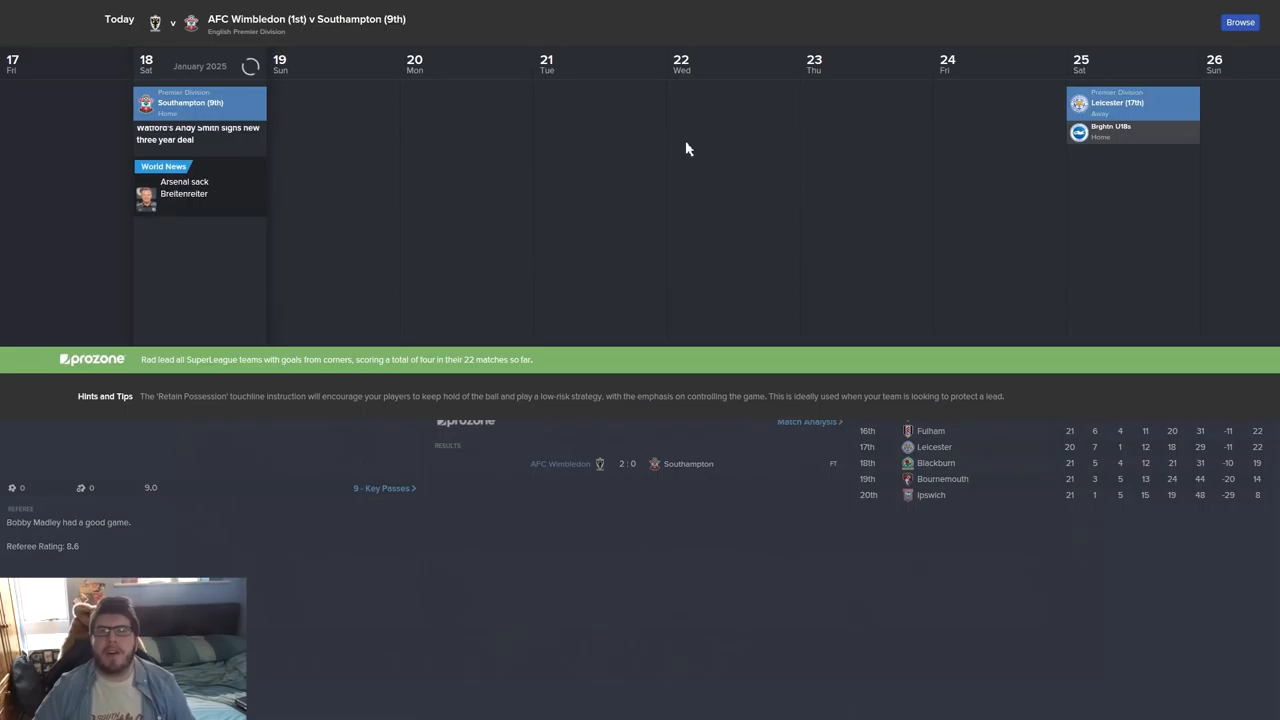 Today
v
AFC Wimbledon (1st) v Southampton (9th)
English Premier Division
Browse
17
Fri
18
Sat
January 2025
19
Sun
20
Mon
21
Tue
22
Wed
23
Thu
24
Fri
25
Sat
26
Sun
Premier Division
Southampton (9th)
Home
Watford's Andy Smith signs new
three year deal
World News
Arsenal sack
Breitenreiter
Premier Division
Leicester (17th)
Away
Brghtn U18s
Home
prozone
Rad lead all SuperLeague teams with goals from corners, scoring a total of four in their 22 matches so far.
Hints and Tips
The 'Retain Possession' touchline instruction will encourage your players to keep hold of the ball and play a low-risk strategy, with the emphasis on controlling the game. This is ideally used when your team is looking to protect a lead.
prozone
Match Analysis >
RESULTS
AFC Wimbledon 2 : 0 Southampton FT
0 0 9.0 9 - Key Passes >
REFEREE
Bobby Madley had a good game.
Referee Rating: 8.6
16th Fulham 21 6 4 11 20 31 -11 22
17th Leicester 20 7 1 12 18 29 -11 22
18th Blackburn 21 5 4 12 21 31 -10 19
19th Bournemouth 21 3 5 13 24 44 -20 14
20th Ipswich 21 1 5 15 19 48 -29 8